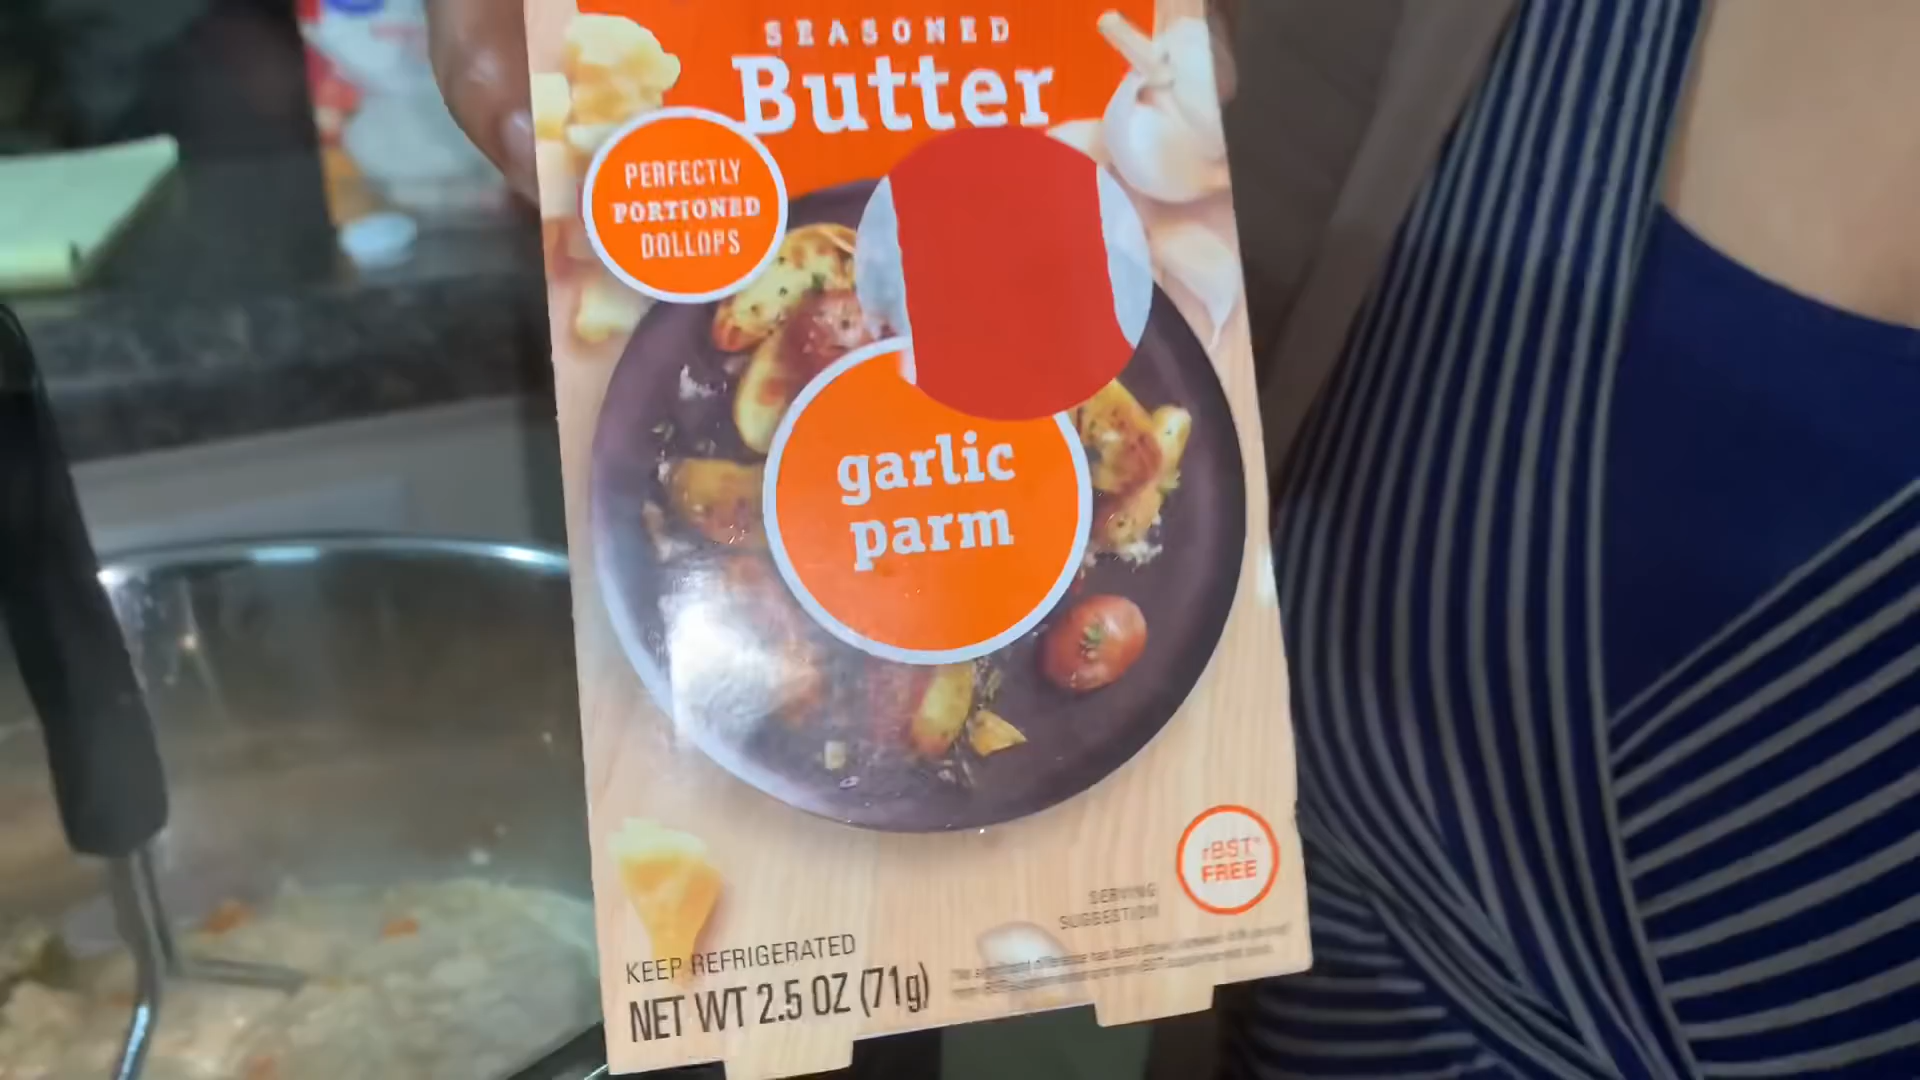 SEASONED
Butter
PERFECTLY
PORTIONED
DOLLOPS
garlic
parm
rBST*
FREE
SERVING
SUGGESTION
KEEP REFRIGERATED
NET WT 2.5 OZ (71g)